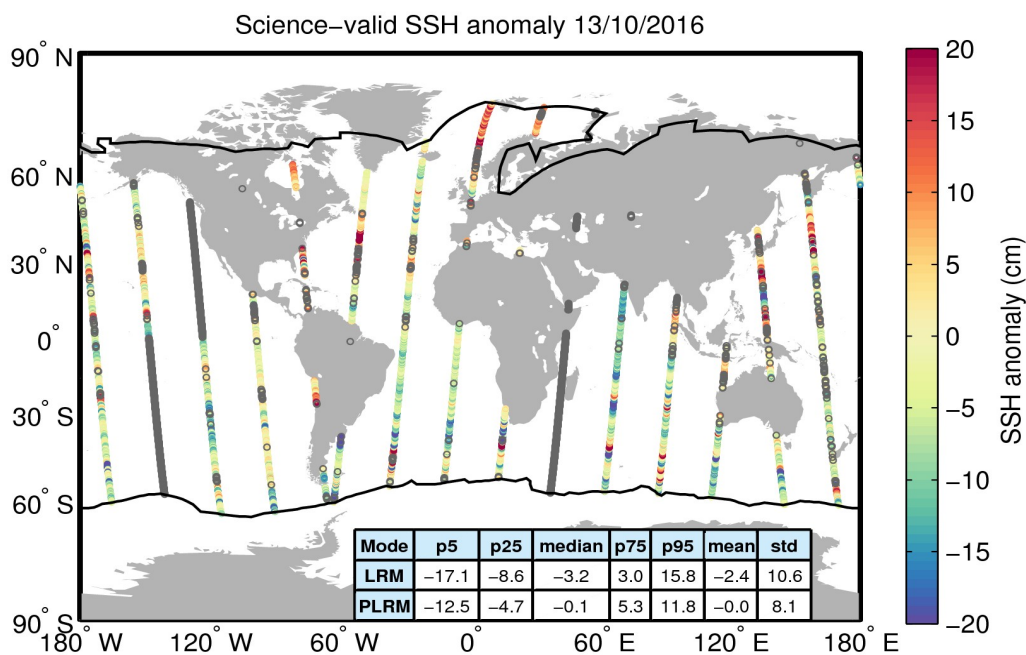 Science−valid SSH anomaly 13/10/2016
90° N
60° N
30° N
0°
30° S
60° S
90° S
180° W
120° W
60° W
0°
60° E
120° E
180° E
20
15
10
5
0
−5
−10
−15
−20
SSH anomaly (cm)
Mode p5 p25 median p75 p95 mean std
LRM −17.1 −8.6 −3.2 3.0 15.8 −2.4 10.6
PLRM −12.5 −4.7 −0.1 5.3 11.8 −0.0 8.1